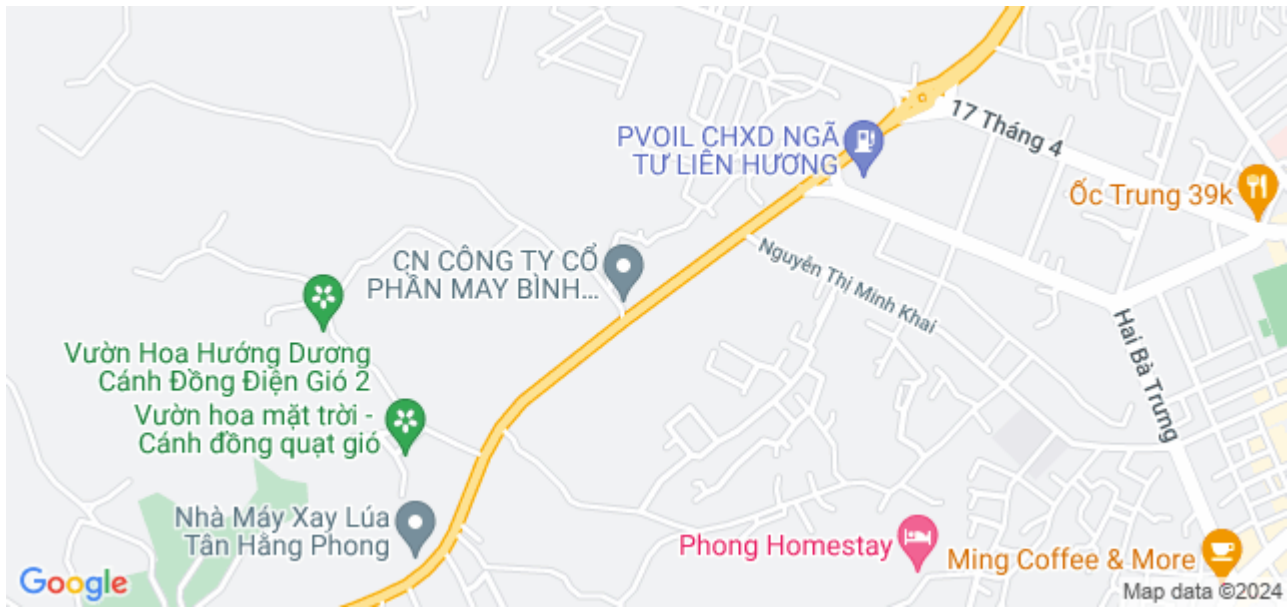 17 Tháng 4
PVOIL CHXD NGÃ
TƯ LIÊN HƯƠNG
Ốc Trung 39k
CN CÔNG TY CỔ
PHẦN MAY BÌNH...
Nguyễn Thị Minh Khai
Hai Bà Trưng
Vườn Hoa Hướng Dương
Cánh Đồng Điện Gió 2
Vườn hoa mặt trời -
Cánh đồng quạt gió
Nhà Máy Xay Lúa
Tân Hằng Phong
Phong Homestay
Ming Coffee & More
Google
Map data ©2024